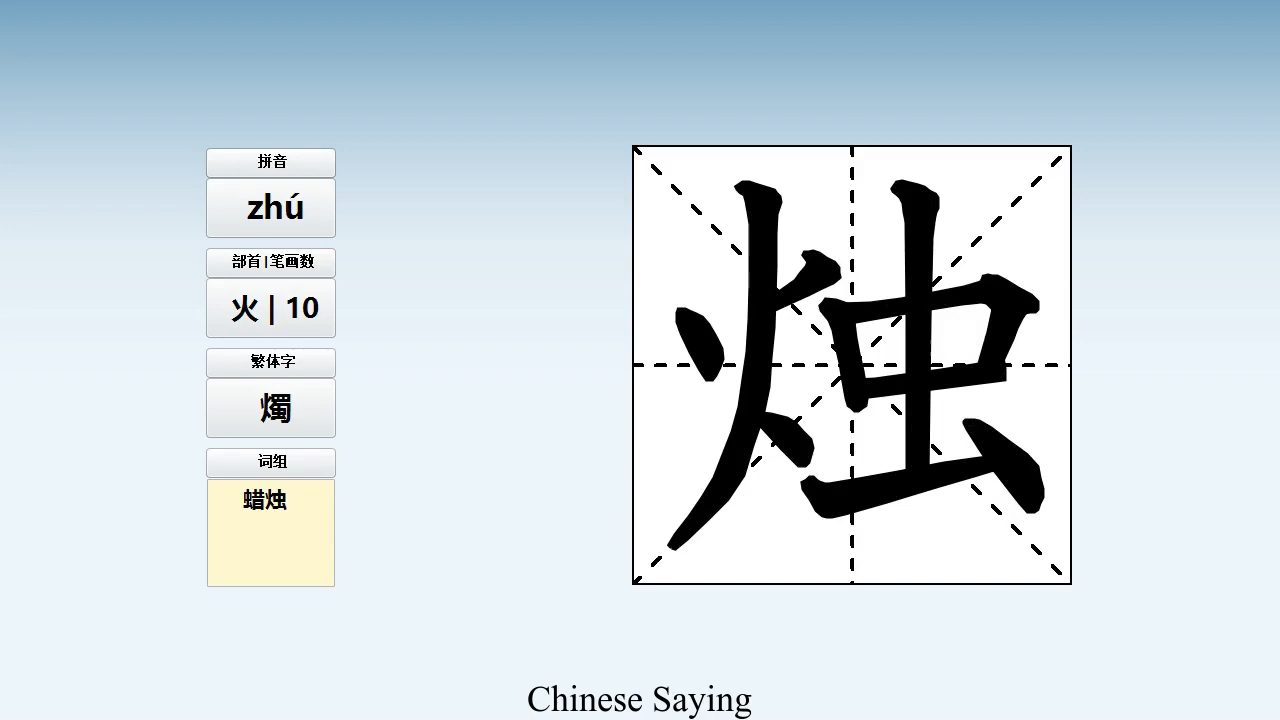 拼音
zhú
部首|笔画数
火 | 10
繁体字
燭
词组
蜡烛
烛
Chinese Saying